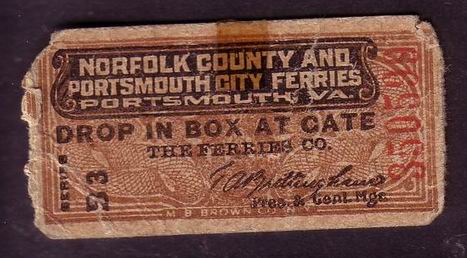 NORFOLK COUNTY AND
PORTSMOUTH CITY FERRIES
PORTSMOUTH, VA.
DROP IN BOX AT GATE
THE FERRIES CO.
Pres. & Genl. Mgr.
SERIES
M. B. BROWN CO. N.Y.